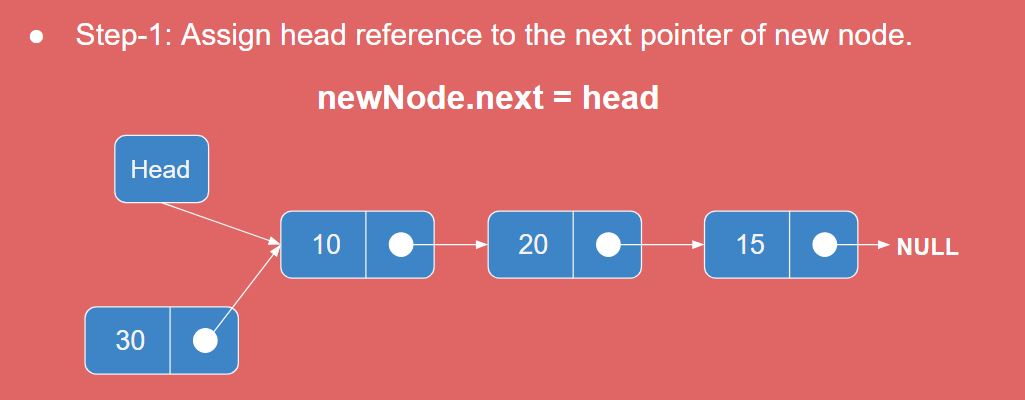 ● Step-1: Assign head reference to the next pointer of new node.
newNode.next = head
Head
10
20
15
NULL
30